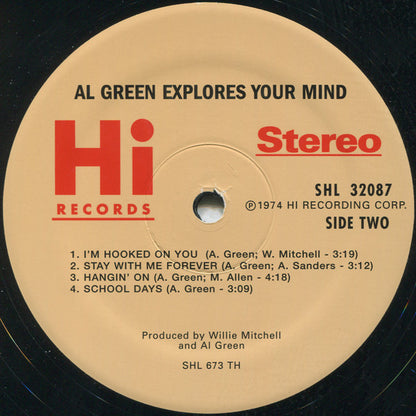 AL GREEN EXPLORES YOUR MIND
Hi
RECORDS
Stereo
SHL 32087
Ⓟ1974 HI RECORDING CORP.
SIDE TWO
1. I'M HOOKED ON YOU (A. Green; W. Mitchell - 3:19)
2. STAY WITH ME FOREVER (A. Green; A. Sanders - 3:12)
3. HANGIN' ON (A. Green; M. Allen - 4:18)
4. SCHOOL DAYS (A. Green - 3:09)
Produced by Willie Mitchell
and Al Green
SHL 673 TH